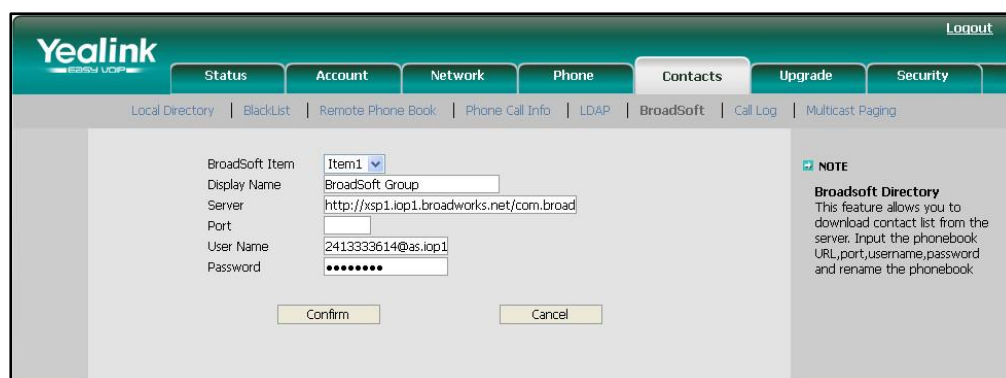 Logout
Yealink
EASY VOIP
Status Account Network Phone Contacts Upgrade Security
Local Directory | BlackList | Remote Phone Book | Phone Call Info | LDAP | BroadSoft | Call Log | Multicast Paging
BroadSoft Item Item1
Display Name BroadSoft Group
Server http://xsp1.iop1.broadworks.net/com.broad
Port
User Name 2413333614@as.iop1
Password ●●●●●●●●
Confirm Cancel
NOTE
Broadsoft Directory
This feature allows you to
download contact list from the
server. Input the phonebook
URL,port,username,password
and rename the phonebook